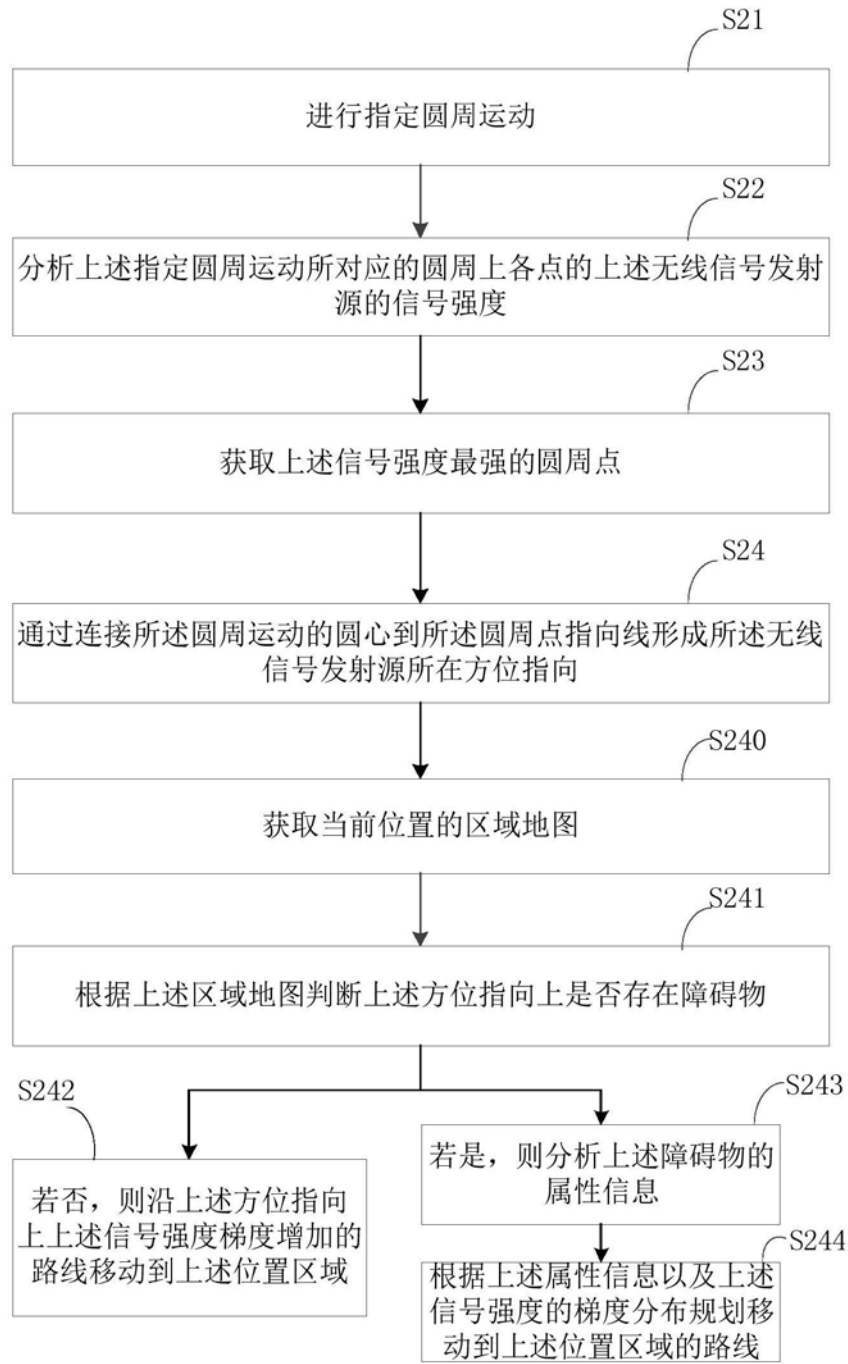 S21
进行指定圆周运动
S22
分析上述指定圆周运动所对应的圆周上各点的上述无线信号发射
源的信号强度
S23
获取上述信号强度最强的圆周点
S24
通过连接所述圆周运动的圆心到所述圆周点指向线形成所述无线
信号发射源所在方位指向
S240
获取当前位置的区域地图
S241
根据上述区域地图判断上述方位指向上是否存在障碍物
S242
若否，则沿上述方位指向
上上述信号强度梯度增加的
路线移动到上述位置区域
S243
若是，则分析上述障碍物的
属性信息
S244
根据上述属性信息以及上述
信号强度的梯度分布规划移
动到上述位置区域的路线